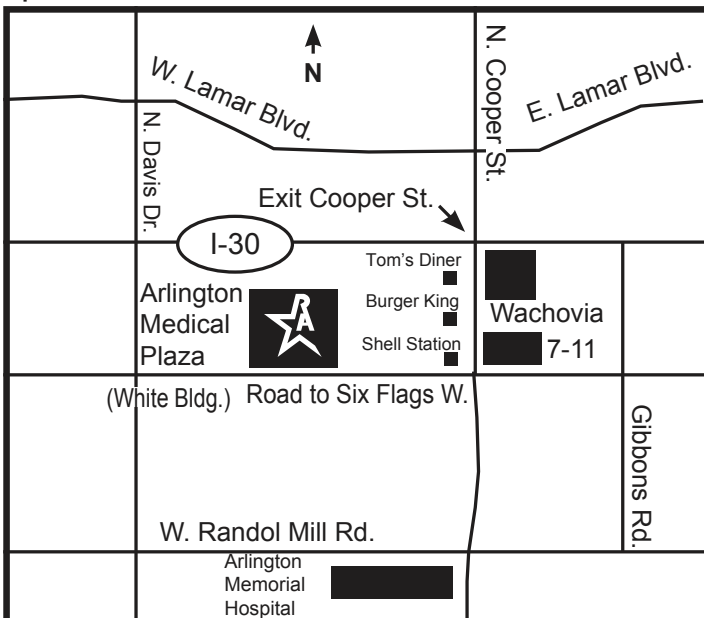 N
W. Lamar Blvd.
N. Cooper St.
E. Lamar Blvd.
N. Davis Dr.
Exit Cooper St.
I-30
Tom's Diner
Arlington
Medical
Plaza
RA
Burger King
Wachovia
Shell Station
7-11
(White Bldg.)
Road to Six Flags W.
Gibbons Rd.
W. Randol Mill Rd.
Arlington
Memorial
Hospital